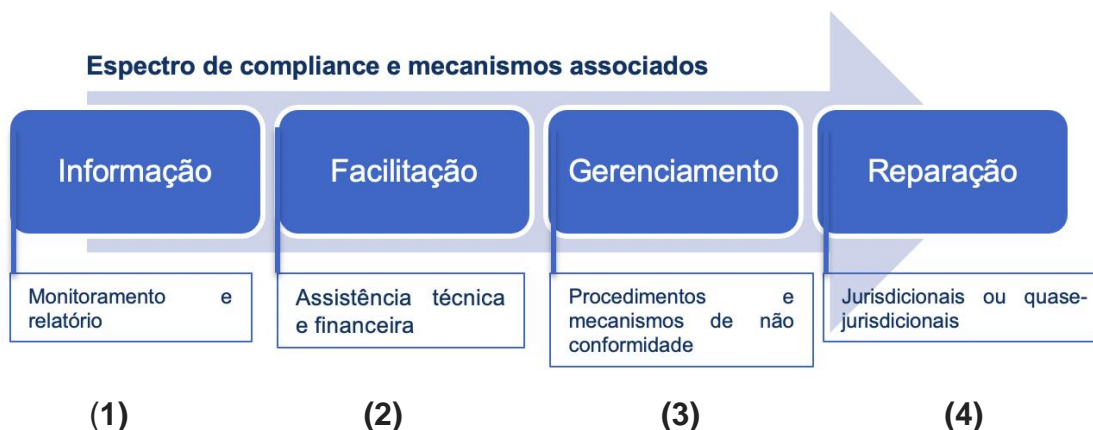 Espectro de compliance e mecanismos associados
Informação
Facilitação
Gerenciamento
Reparação
Monitoramento e
relatório
Assistência técnica
e financeira
Procedimentos e
mecanismos de não
conformidade
Jurisdicionais ou quase-
jurisdicionais
(1)
(2)
(3)
(4)